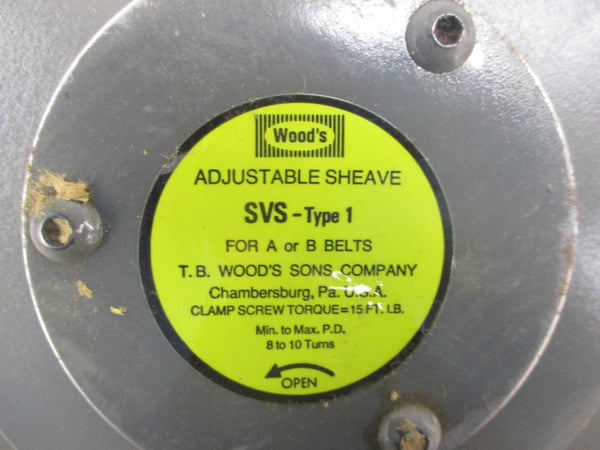 Wood's
ADJUSTABLE SHEAVE
SVS - Type 1
FOR A or B BELTS
T. B. WOOD'S SONS COMPANY
Chambersburg, Pa. U.S.A.
CLAMP SCREW TORQUE=15 FT. LB.
Min. to Max. P.D.
8 to 10 Turns
OPEN